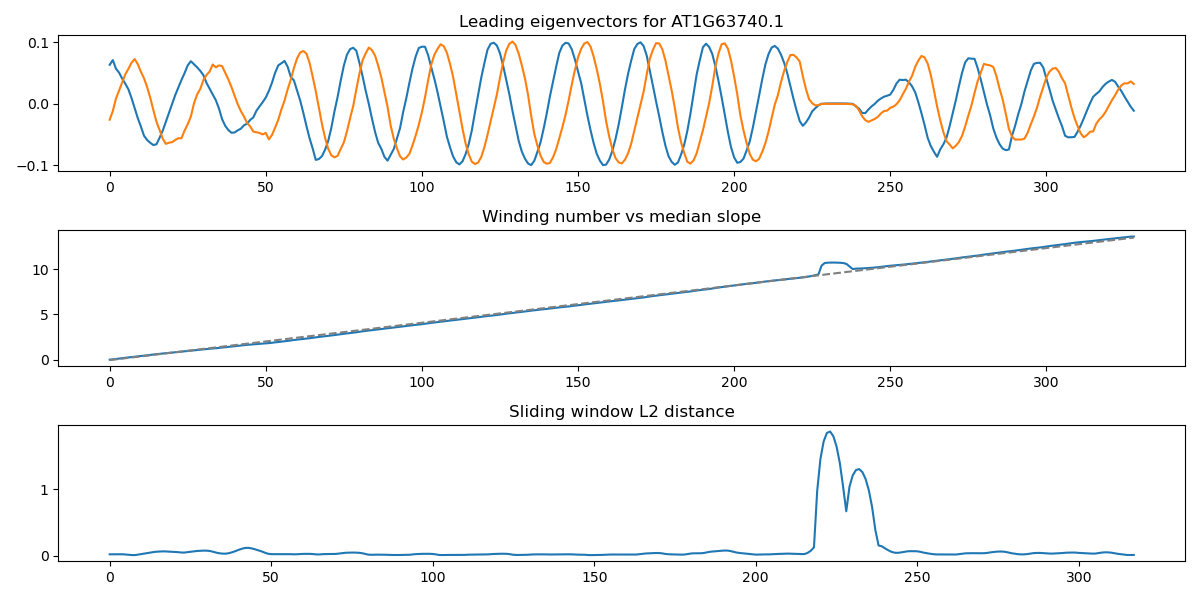 Leading eigenvectors for AT1G63740.1
0.1
0.0
−0.1
0 50 100 150 200 250 300
Winding number vs median slope
10
5
0
0 50 100 150 200 250 300
Sliding window L2 distance
1
0
0 50 100 150 200 250 300